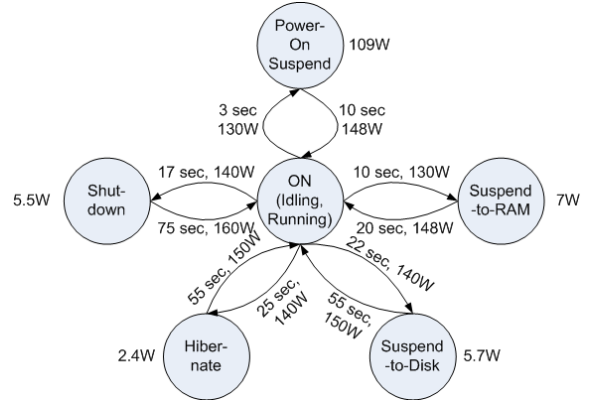 Power-
On
Suspend
109W
3 sec
130W
10 sec
148W
17 sec, 140W
10 sec, 130W
5.5W
Shut-
down
ON
(Idling,
Running)
Suspend
-to-RAM
7W
75 sec, 160W
20 sec, 148W
55 sec, 150W
22 sec, 140W
25 sec,
140W
55 sec,
150W
2.4W
Hiber-
nate
Suspend
-to-Disk
5.7W